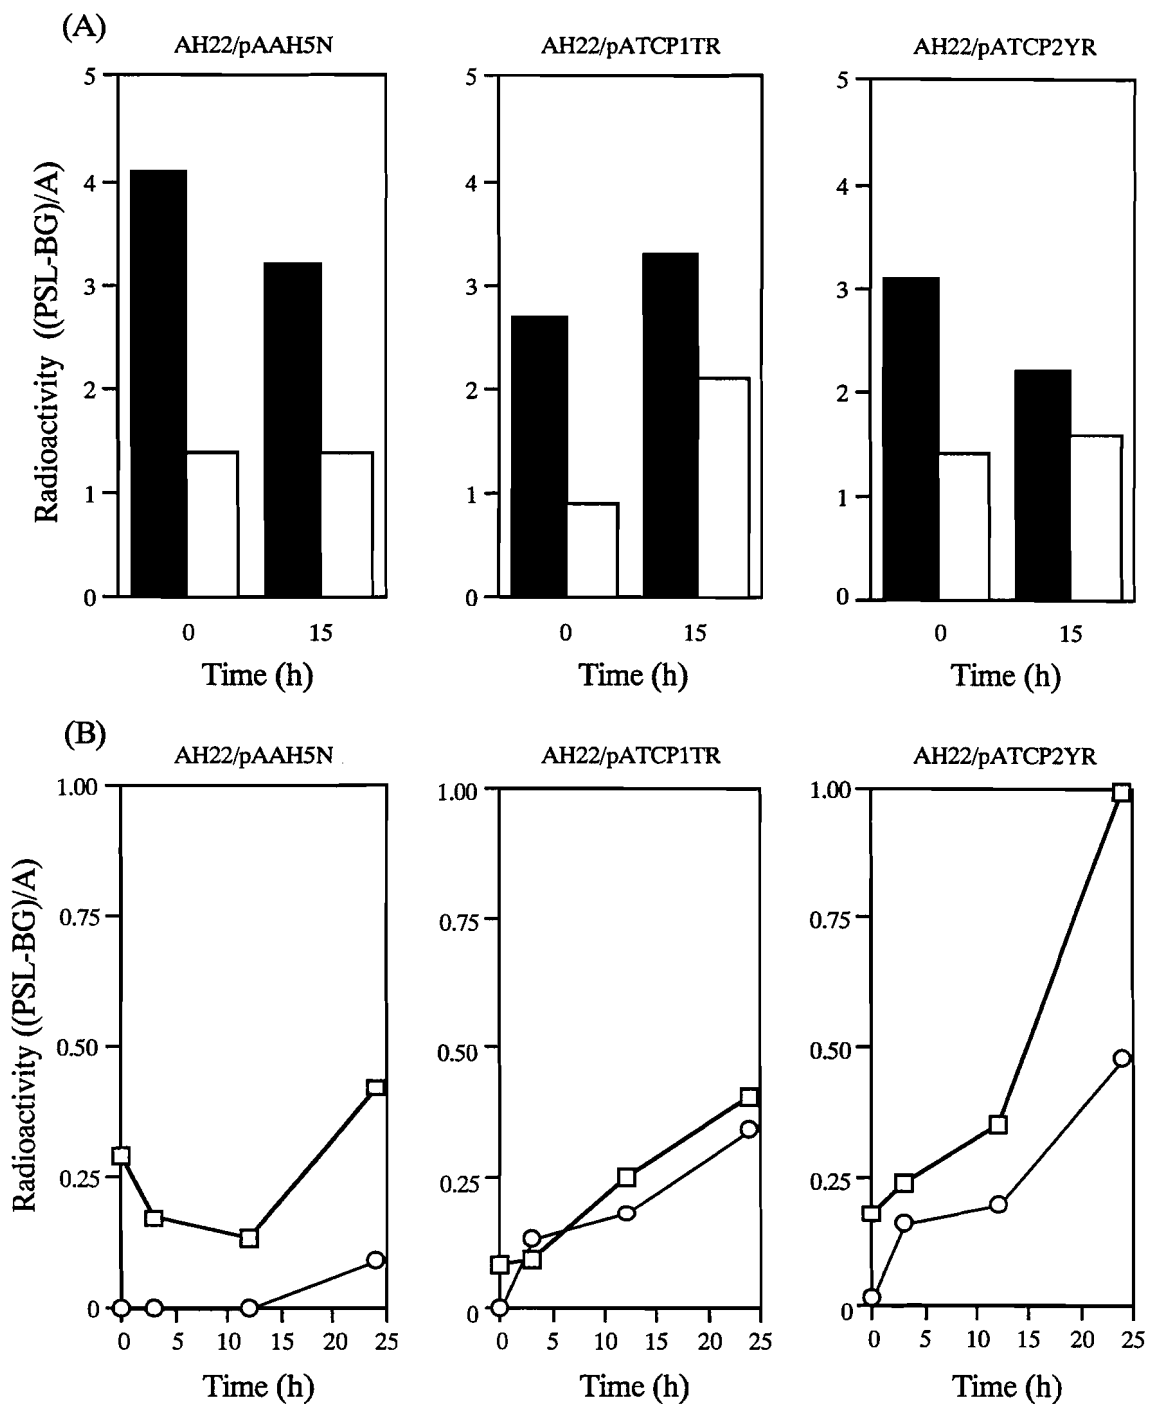 (A)
AH22/pAAH5N AH22/pATCP1TR AH22/pATCP2YR
Radioactivity ((PSL-BG)/A)
5 5 5
4 4 4
3 3 3
2 2 2
1 1 1
0 0 0
0 15 0 15 0 15
Time (h) Time (h) Time (h)
(B)
AH22/pAAH5N AH22/pATCP1TR AH22/pATCP2YR
Radioactivity ((PSL-BG)/A)
1.00 1.00 1.00
0.75 0.75 0.75
0.50 0.50 0.50
0.25 0.25 0.25
0 0 0
0 5 10 15 20 25 0 5 10 15 20 25 0 5 10 15 20 25
Time (h) Time (h) Time (h)